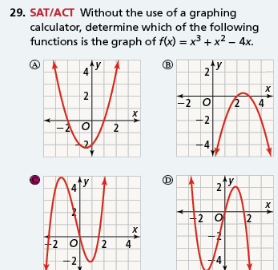 29. SAT/ACT Without the use of a graphing
calculator, determine which of the following
functions is the graph of f(x) = x³ + x² – 4x.
A
4 y
2
x
–2 O 2
–2
B
2 y
x
–2 O 2 4
–2
–4
4 y
2
x
–2 O 2 4
–2
D
2 y
x
–2 O 2
–2
–4